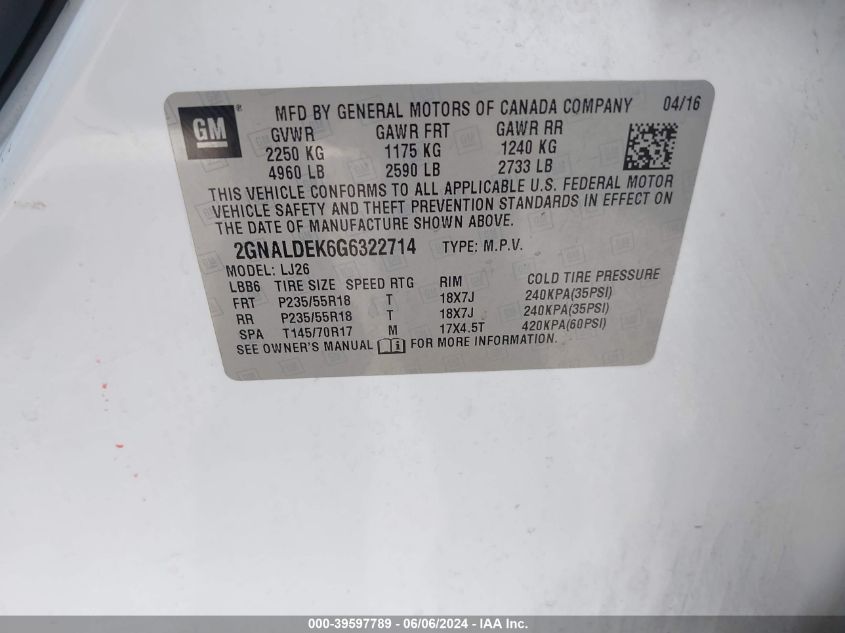 GM ® MFD BY GENERAL MOTORS OF CANADA COMPANY 04/16
GVWR GAWR FRT GAWR RR
2250 KG 1175 KG 1240 KG
4960 LB 2590 LB 2733 LB
THIS VEHICLE CONFORMS TO ALL APPLICABLE U.S. FEDERAL MOTOR
VEHICLE SAFETY AND THEFT PREVENTION STANDARDS IN EFFECT ON
THE DATE OF MANUFACTURE SHOWN ABOVE.
2GNALDEK6G6322714 TYPE: M.P.V.
MODEL: LJ26
LBB6 TIRE SIZE SPEED RTG RIM COLD TIRE PRESSURE
FRT P235/55R18 T 18X7J 240KPA(35PSI)
RR P235/55R18 T 18X7J 240KPA(35PSI)
SPA T145/70R17 M 17X4.5T 420KPA(60PSI)
SEE OWNER'S MANUAL i FOR MORE INFORMATION.
000-39597789 - 06/06/2024 - IAA Inc.